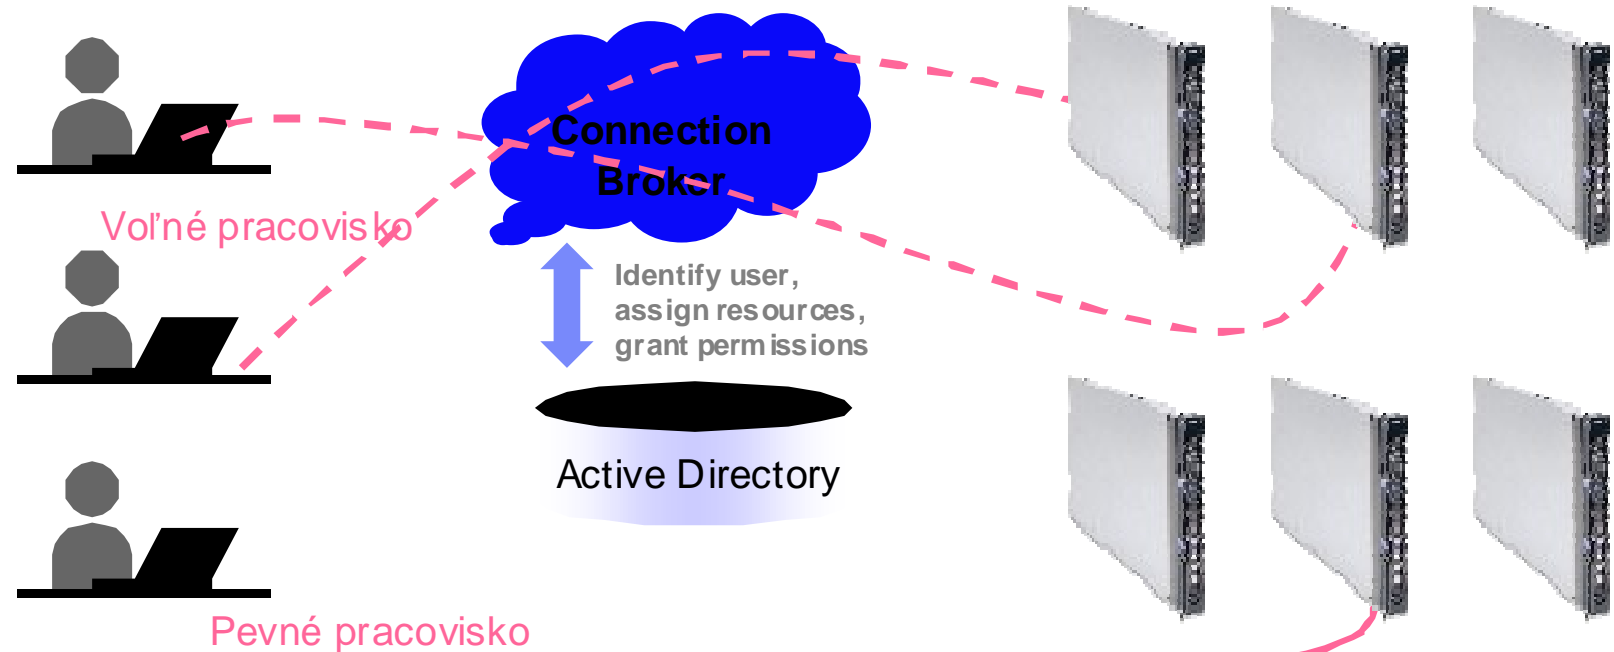 Connection
Broker
Voľné pracovisko
Identify user,
assign resources,
grant permissions
Active Directory
Pevné pracovisko